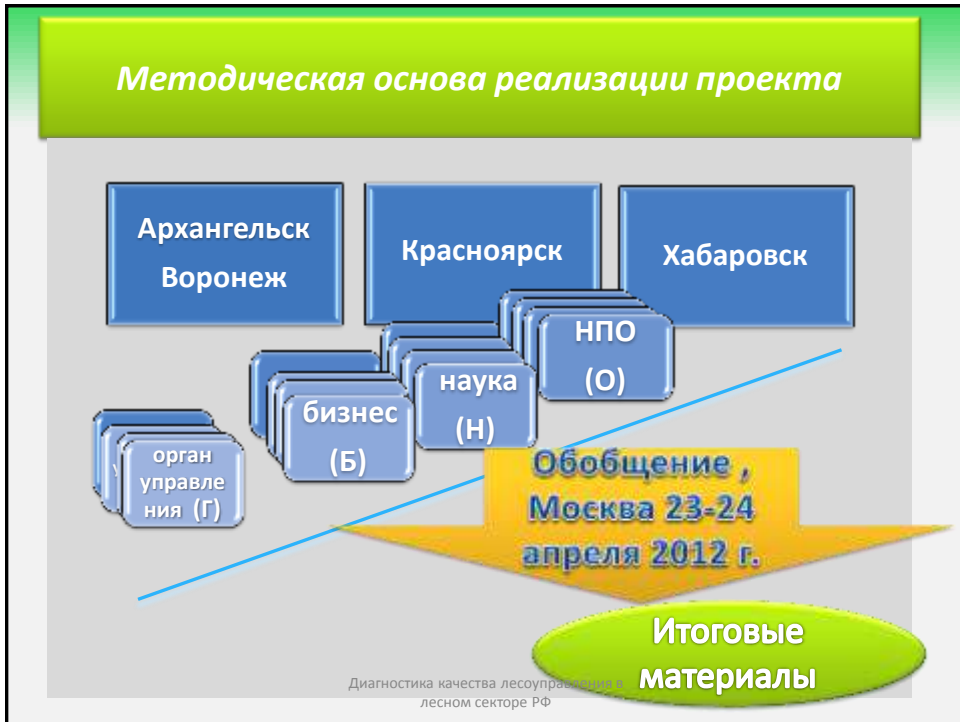 Методическая основа реализации проекта
Архангельск
Воронеж
Красноярск
Хабаровск
НПО
(О)
наука
(Н)
бизнес
(Б)
орган
управле
ния (Г)
Обобщение ,
Москва 23-24
апреля 2012 г.
Итоговые
материалы
Диагностика качества лесоуправления в
лесном секторе РФ